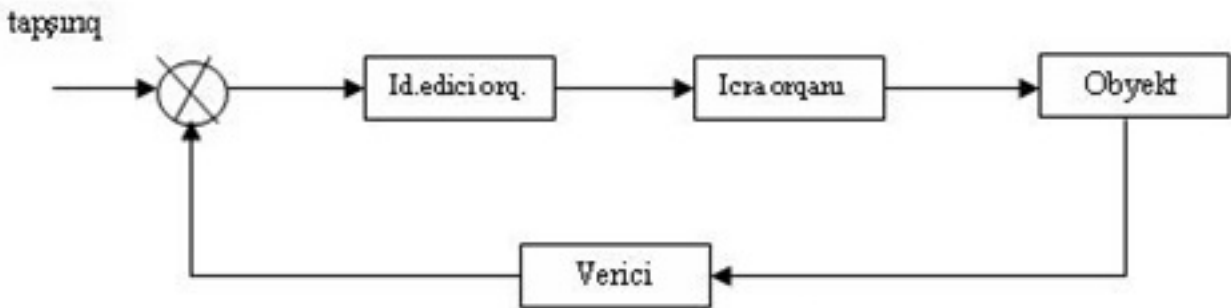 tapşırıq
Id.edici orq.
Icra orqanı
Obyekt
Verici